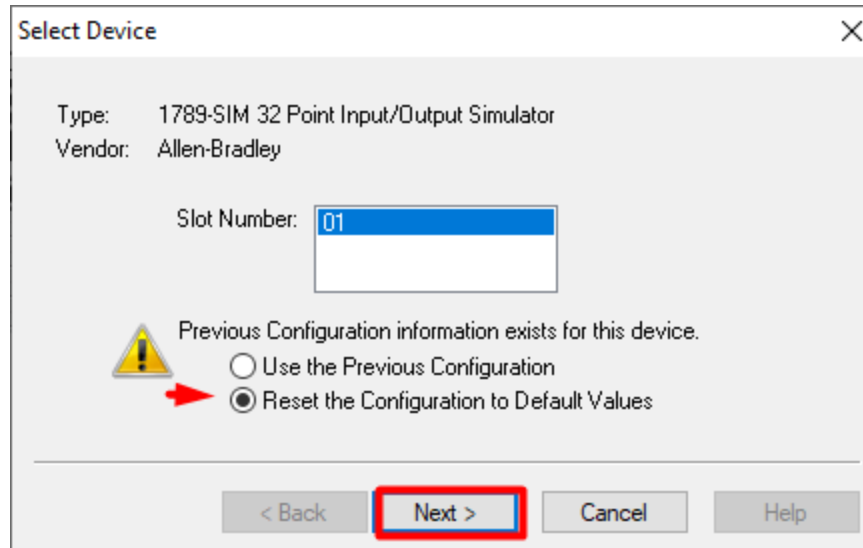 Select Device
Type: 1789-SIM 32 Point Input/Output Simulator
Vendor: Allen-Bradley
Slot Number: 01
Previous Configuration information exists for this device.
Use the Previous Configuration
Reset the Configuration to Default Values
< Back Next > Cancel Help